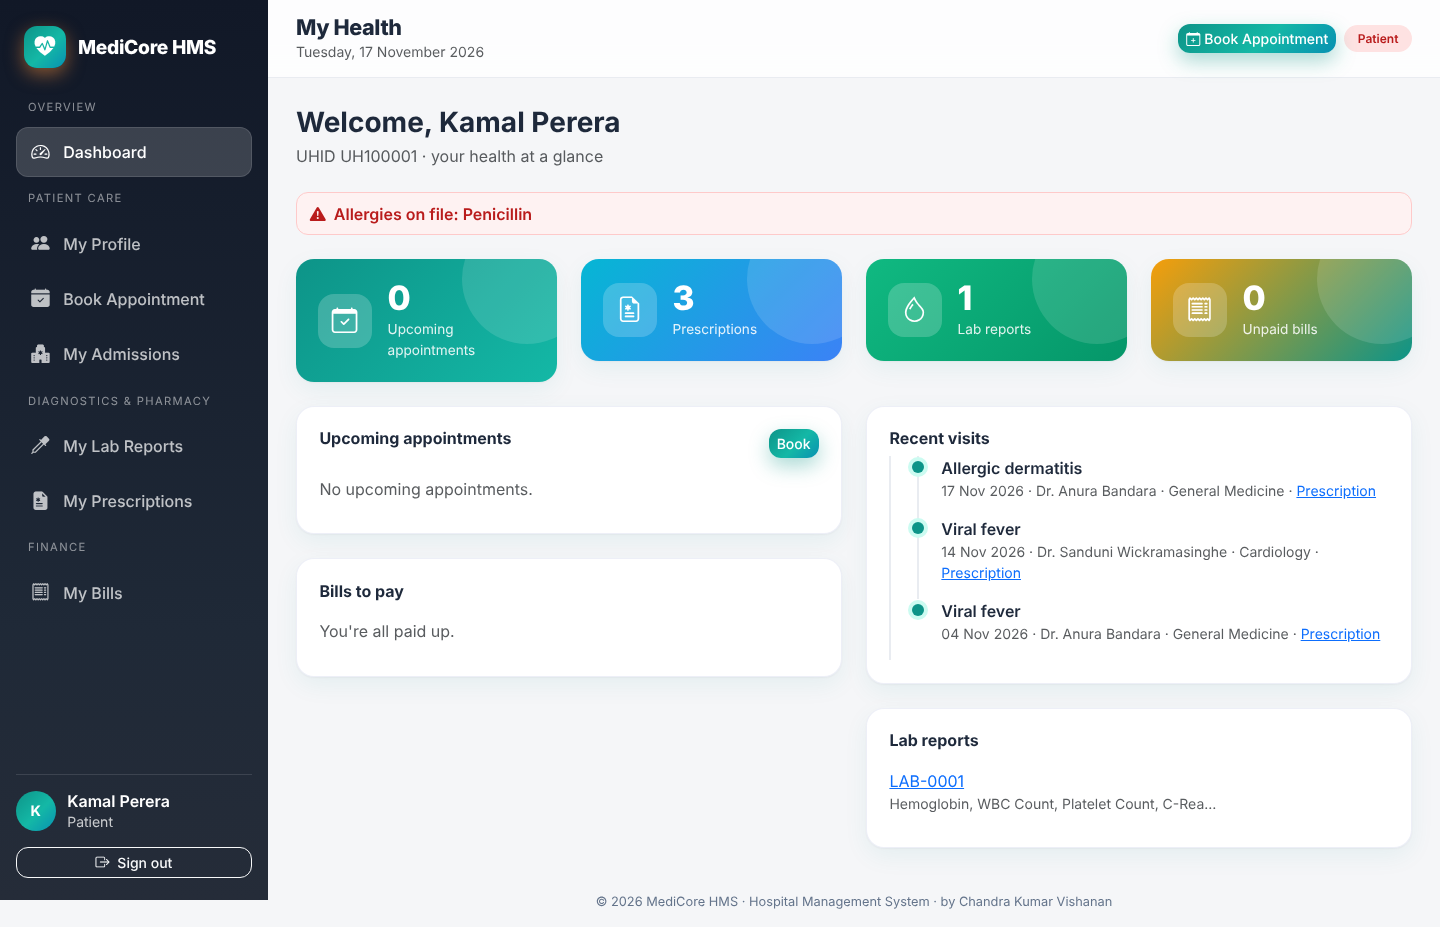 MediCore HMS
OVERVIEW
Dashboard
PATIENT CARE
My Profile
Book Appointment
My Admissions
DIAGNOSTICS & PHARMACY
My Lab Reports
My Prescriptions
FINANCE
My Bills
K
Kamal Perera
Patient
Sign out
My Health
Tuesday, 17 November 2026
Book Appointment
Patient
Welcome, Kamal Perera
UHID UH100001 · your health at a glance
Allergies on file: Penicillin
0
Upcoming
appointments
3
Prescriptions
1
Lab reports
0
Unpaid bills
Upcoming appointments
Book
No upcoming appointments.
Bills to pay
You're all paid up.
Recent visits
Allergic dermatitis
17 Nov 2026 · Dr. Anura Bandara · General Medicine · Prescription
Viral fever
14 Nov 2026 · Dr. Sanduni Wickramasinghe · Cardiology ·
Prescription
Viral fever
04 Nov 2026 · Dr. Anura Bandara · General Medicine · Prescription
Lab reports
LAB-0001
Hemoglobin, WBC Count, Platelet Count, C-Rea...
© 2026 MediCore HMS · Hospital Management System · by Chandra Kumar Vishanan